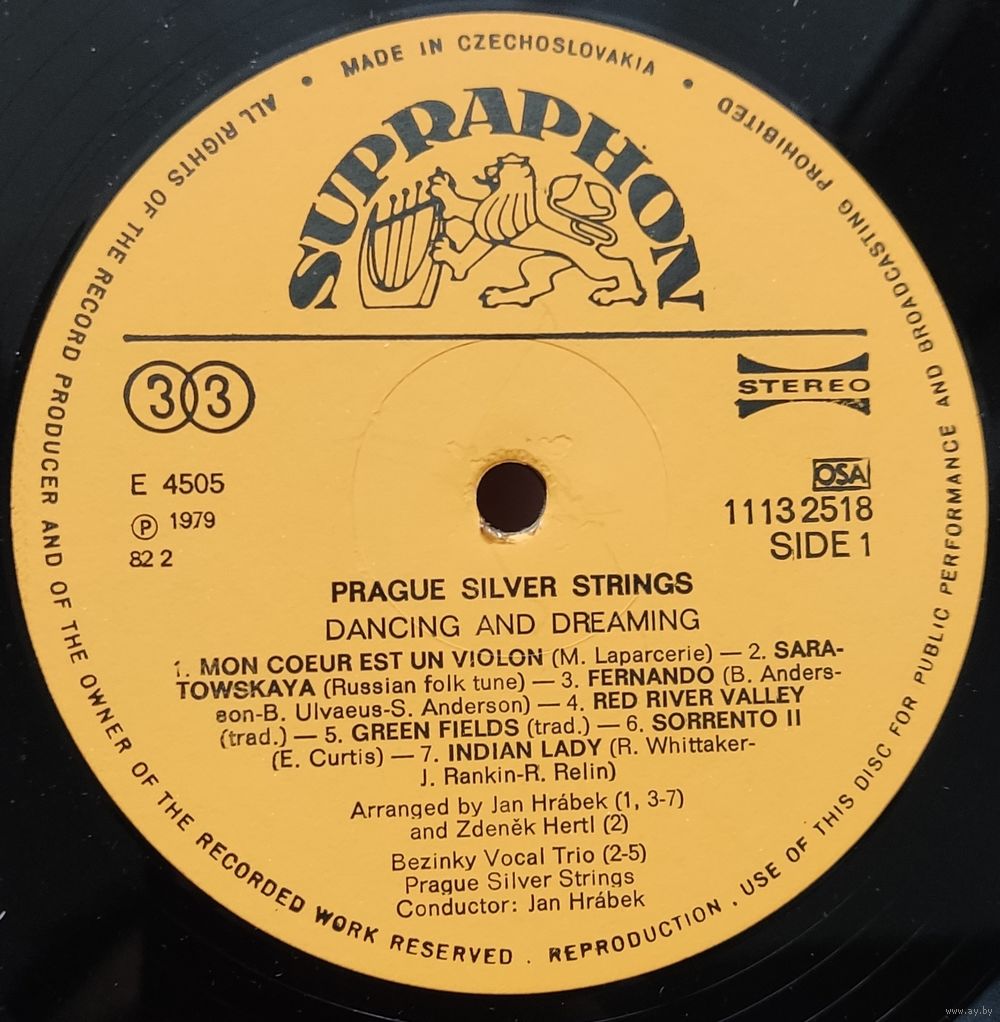 MADE IN CZECHOSLOVAKIA
ALL RIGHTS OF THE RECORD PRODUCER AND OF THE OWNER OF THE RECORDED WORK RESERVED . REPRODUCTION , USE OF THIS DISC FOR PUBLIC PERFORMANCE AND BROADCASTING PROHIBITED
SUPRAPHON
33
STEREO
E 4505
Ⓟ 1979
82 2
OSA
1113 2518
SIDE 1
PRAGUE SILVER STRINGS
DANCING AND DREAMING
1. MON COEUR EST UN VIOLON (M. Laparcerie) — 2. SARA-
TOWSKAYA (Russian folk tune) — 3. FERNANDO (B. Anders-
son-B. Ulvaeus-S. Anderson) — 4. RED RIVER VALLEY
(trad.) — 5. GREEN FIELDS (trad.) — 6. SORRENTO II
(E. Curtis) — 7. INDIAN LADY (R. Whittaker-
J. Rankin-R. Relin)
Arranged by Jan Hrábek (1, 3-7)
and Zdeněk Hertl (2)
Bezinky Vocal Trio (2-5)
Prague Silver Strings
Conductor: Jan Hrábek
www.ay.by